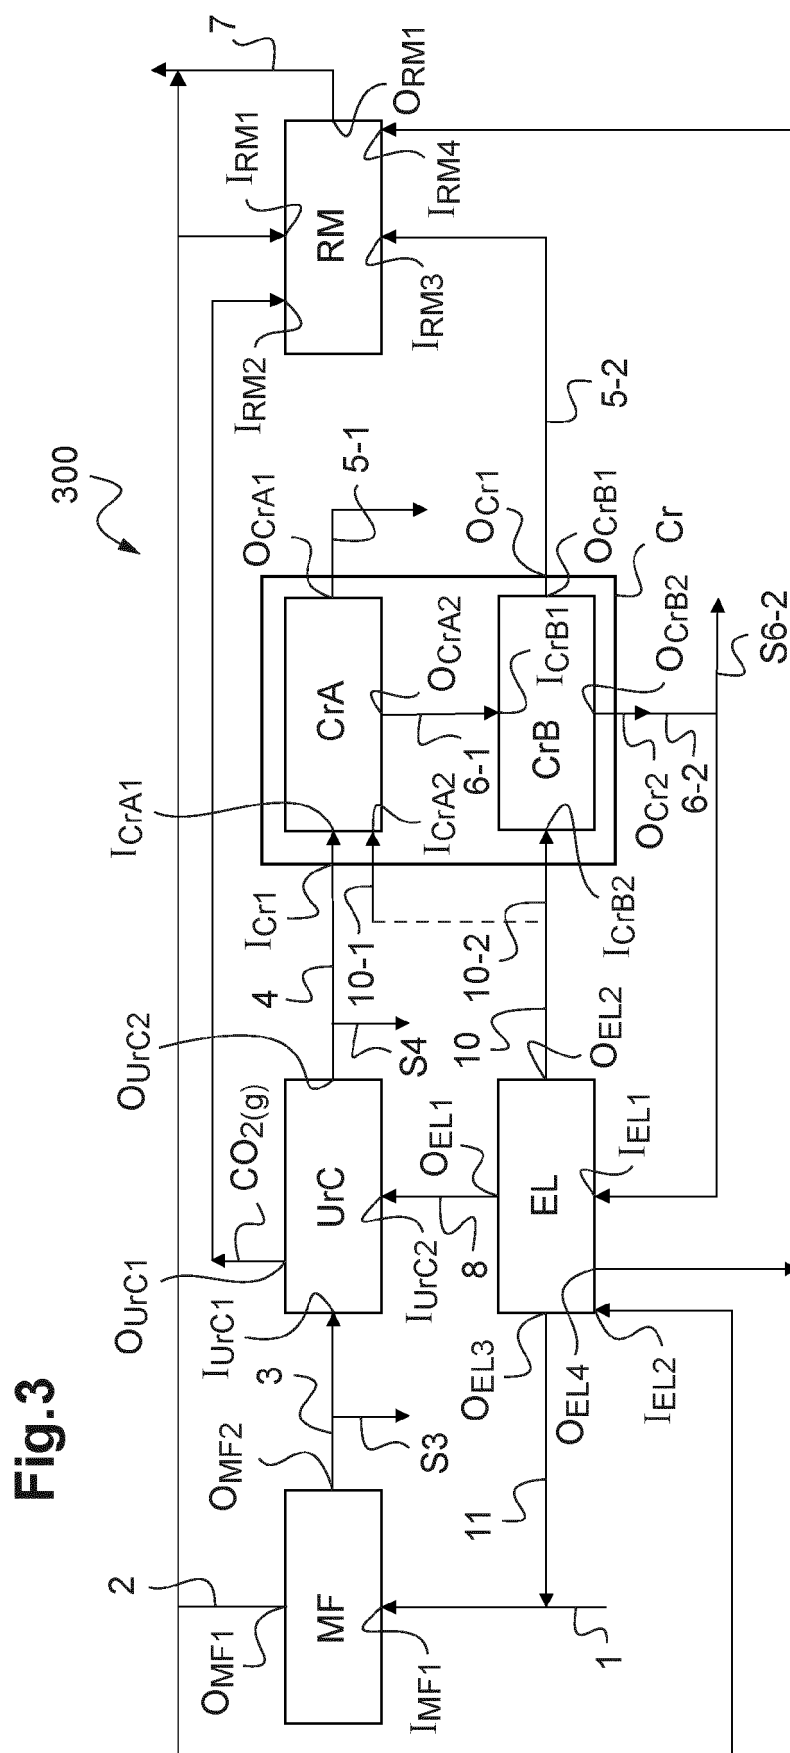 Fig.3
300
7
2
OMF1
MF
IMF1
1
11
OMF2
3
S3
IUrC1
OUrC1
CO2(g)
UrC
IUrC2
OUrC2
8
OEL1
EL
OEL3
OEL4
IEL2
IEL1
OEL2
10
10-2
10-1
4
S4
ICr1
ICrA1
CrA
ICrA2
OCrA1
OCrA2
5-1
6-1
ICrB1
CrB
ICrB2
OCr1
OCrB1
Cr
OCrB2
OCr2
6-2
S6-2
5-2
IRM2
IRM1
RM
IRM3
IRM4
ORM1